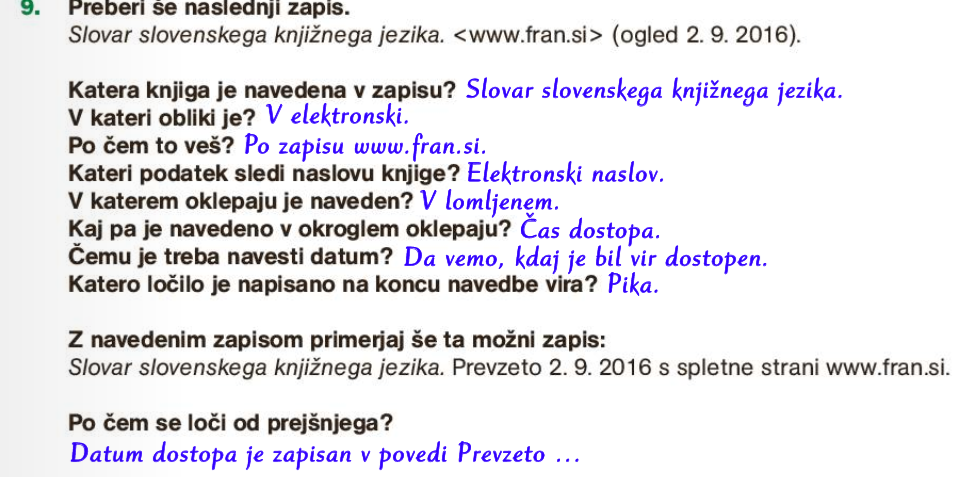 9. Preberi še naslednji zapis.
Slovar slovenskega knjižnega jezika. <www.fran.si> (ogled 2. 9. 2016).
Katera knjiga je navedena v zapisu? Slovar slovenskega knjižnega jezika.
V kateri obliki je? V elektronski.
Po čem to veš? Po zapisu www.fran.si.
Kateri podatek sledi naslovu knjige? Elektronski naslov.
V katerem oklepaju je naveden? V lomljenem.
Kaj pa je navedeno v okroglem oklepaju? Čas dostopa.
Čemu je treba navesti datum? Da vemo, kdaj je bil vir dostopen.
Katero ločilo je napisano na koncu navedbe vira? Pika.
Z navedenim zapisom primerjaj še ta možni zapis:
Slovar slovenskega knjižnega jezika. Prevzeto 2. 9. 2016 s spletne strani www.fran.si.
Po čem se loči od prejšnjega?
Datum dostopa je zapisan v povedi Prevzeto ...